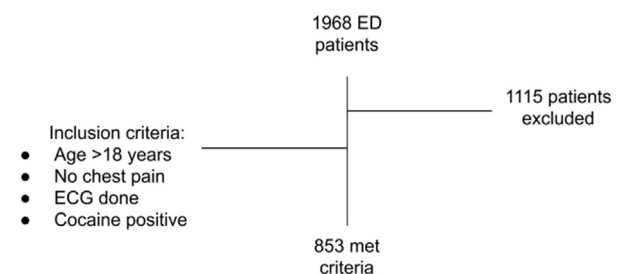 1968 ED
patients
1115 patients
excluded
Inclusion criteria:
● Age >18 years
● No chest pain
● ECG done
● Cocaine positive
853 met
criteria